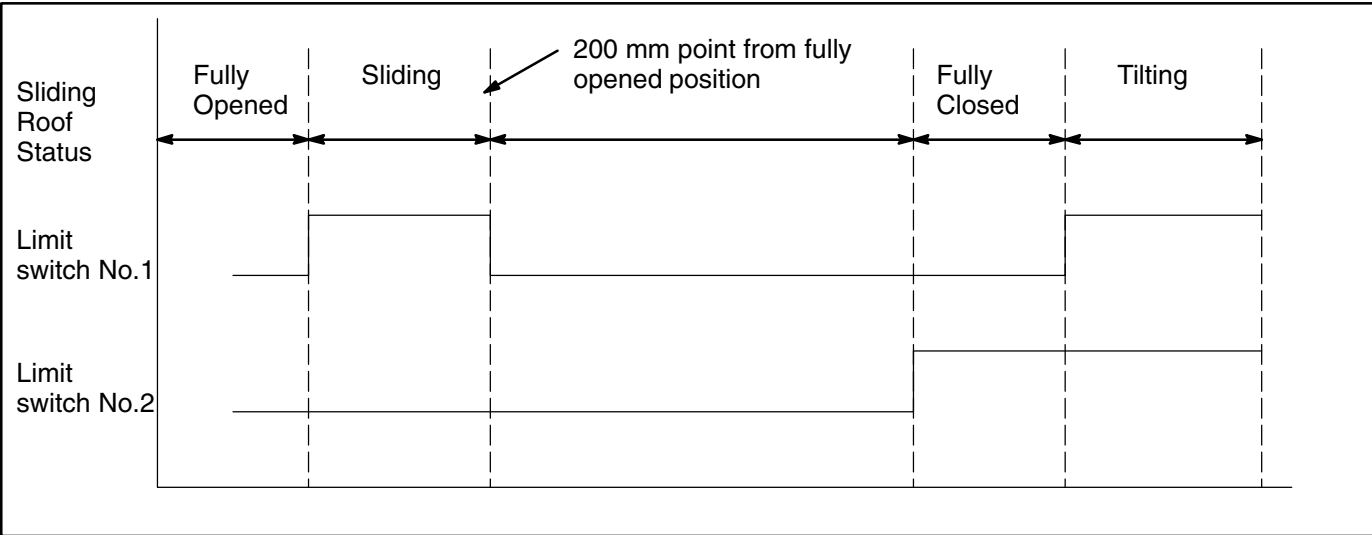 Sliding
Roof
Status
Fully
Opened
Sliding
200 mm point from fully
opened position
Fully
Closed
Tilting
Limit
switch No.1
Limit
switch No.2